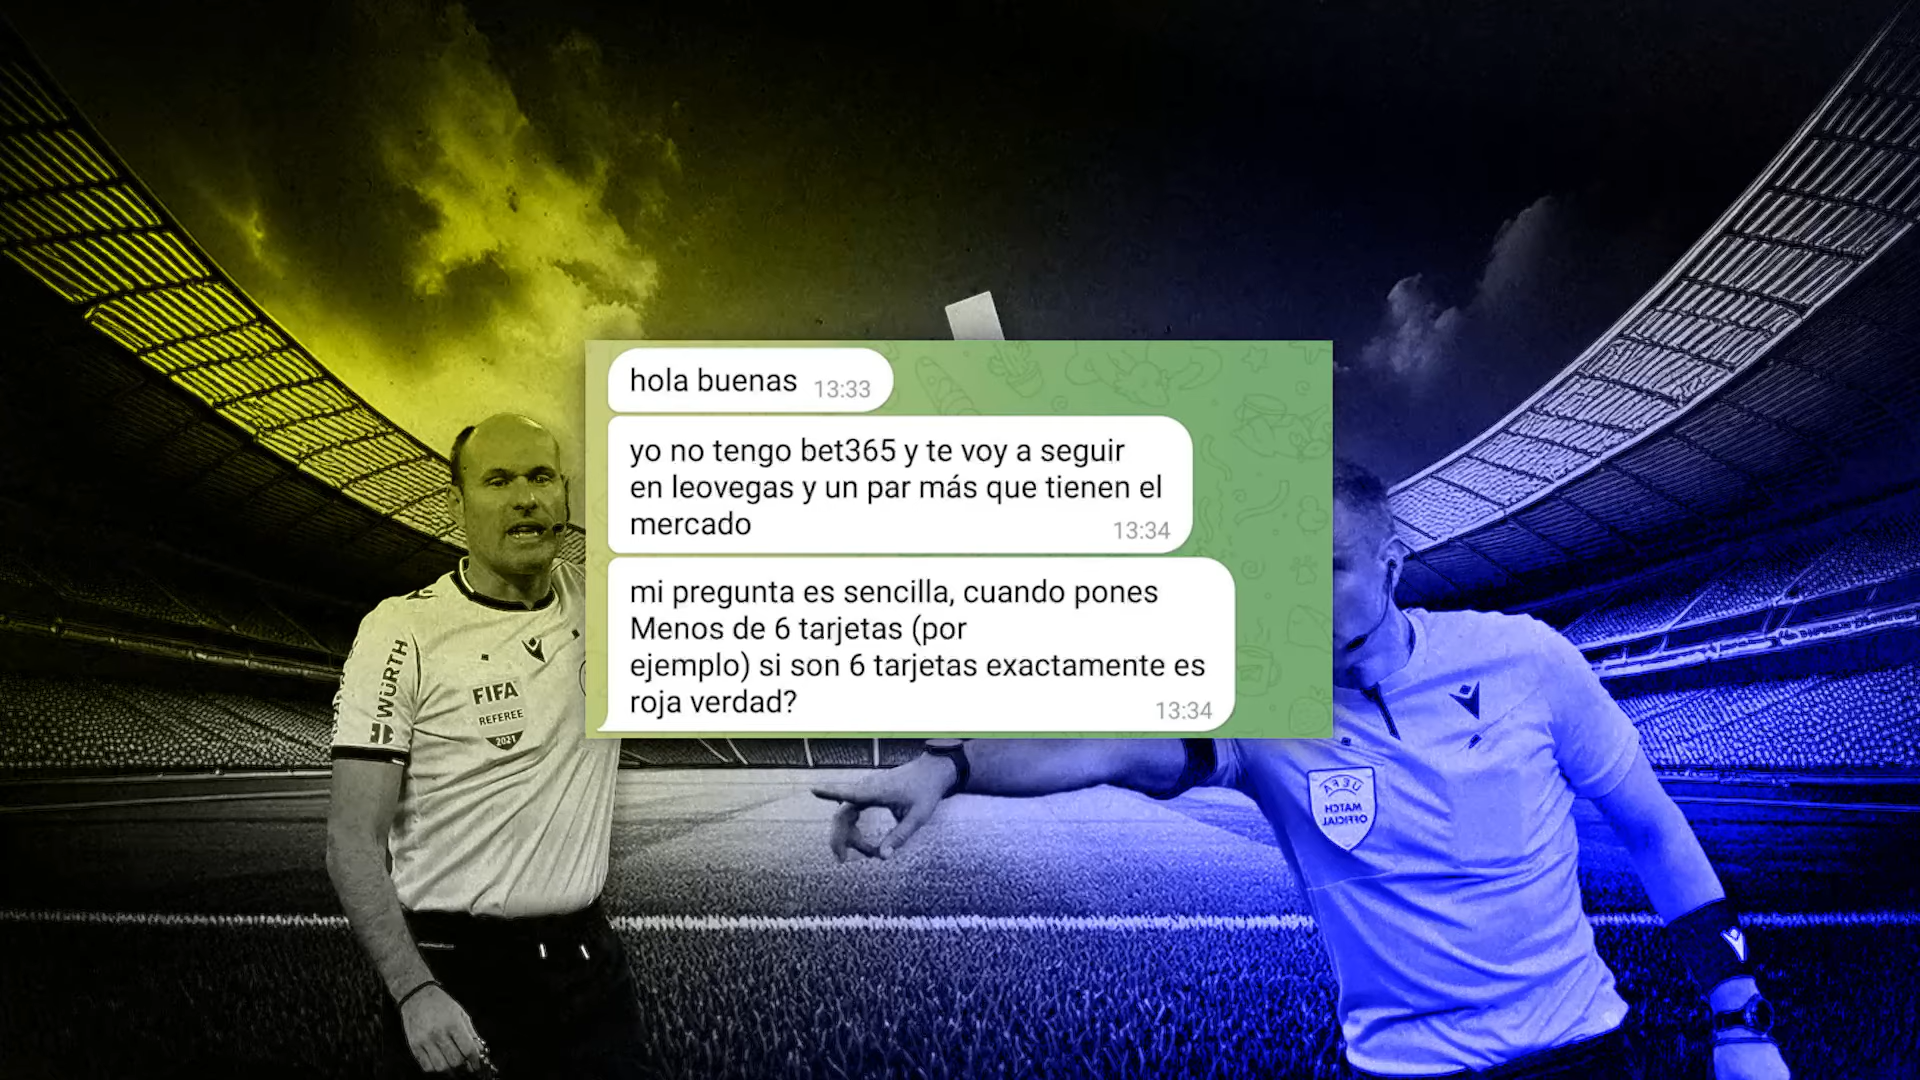 hola buenas 13:33
yo no tengo bet365 y te voy a seguir
en leovegas y un par más que tienen el
mercado 13:34
mi pregunta es sencilla, cuando pones
Menos de 6 tarjetas (por
ejemplo) si son 6 tarjetas exactamente es
roja verdad? 13:34
WÜRTH
FIFA
REFEREE
2021
UEFA
MATCH
OFFICIAL